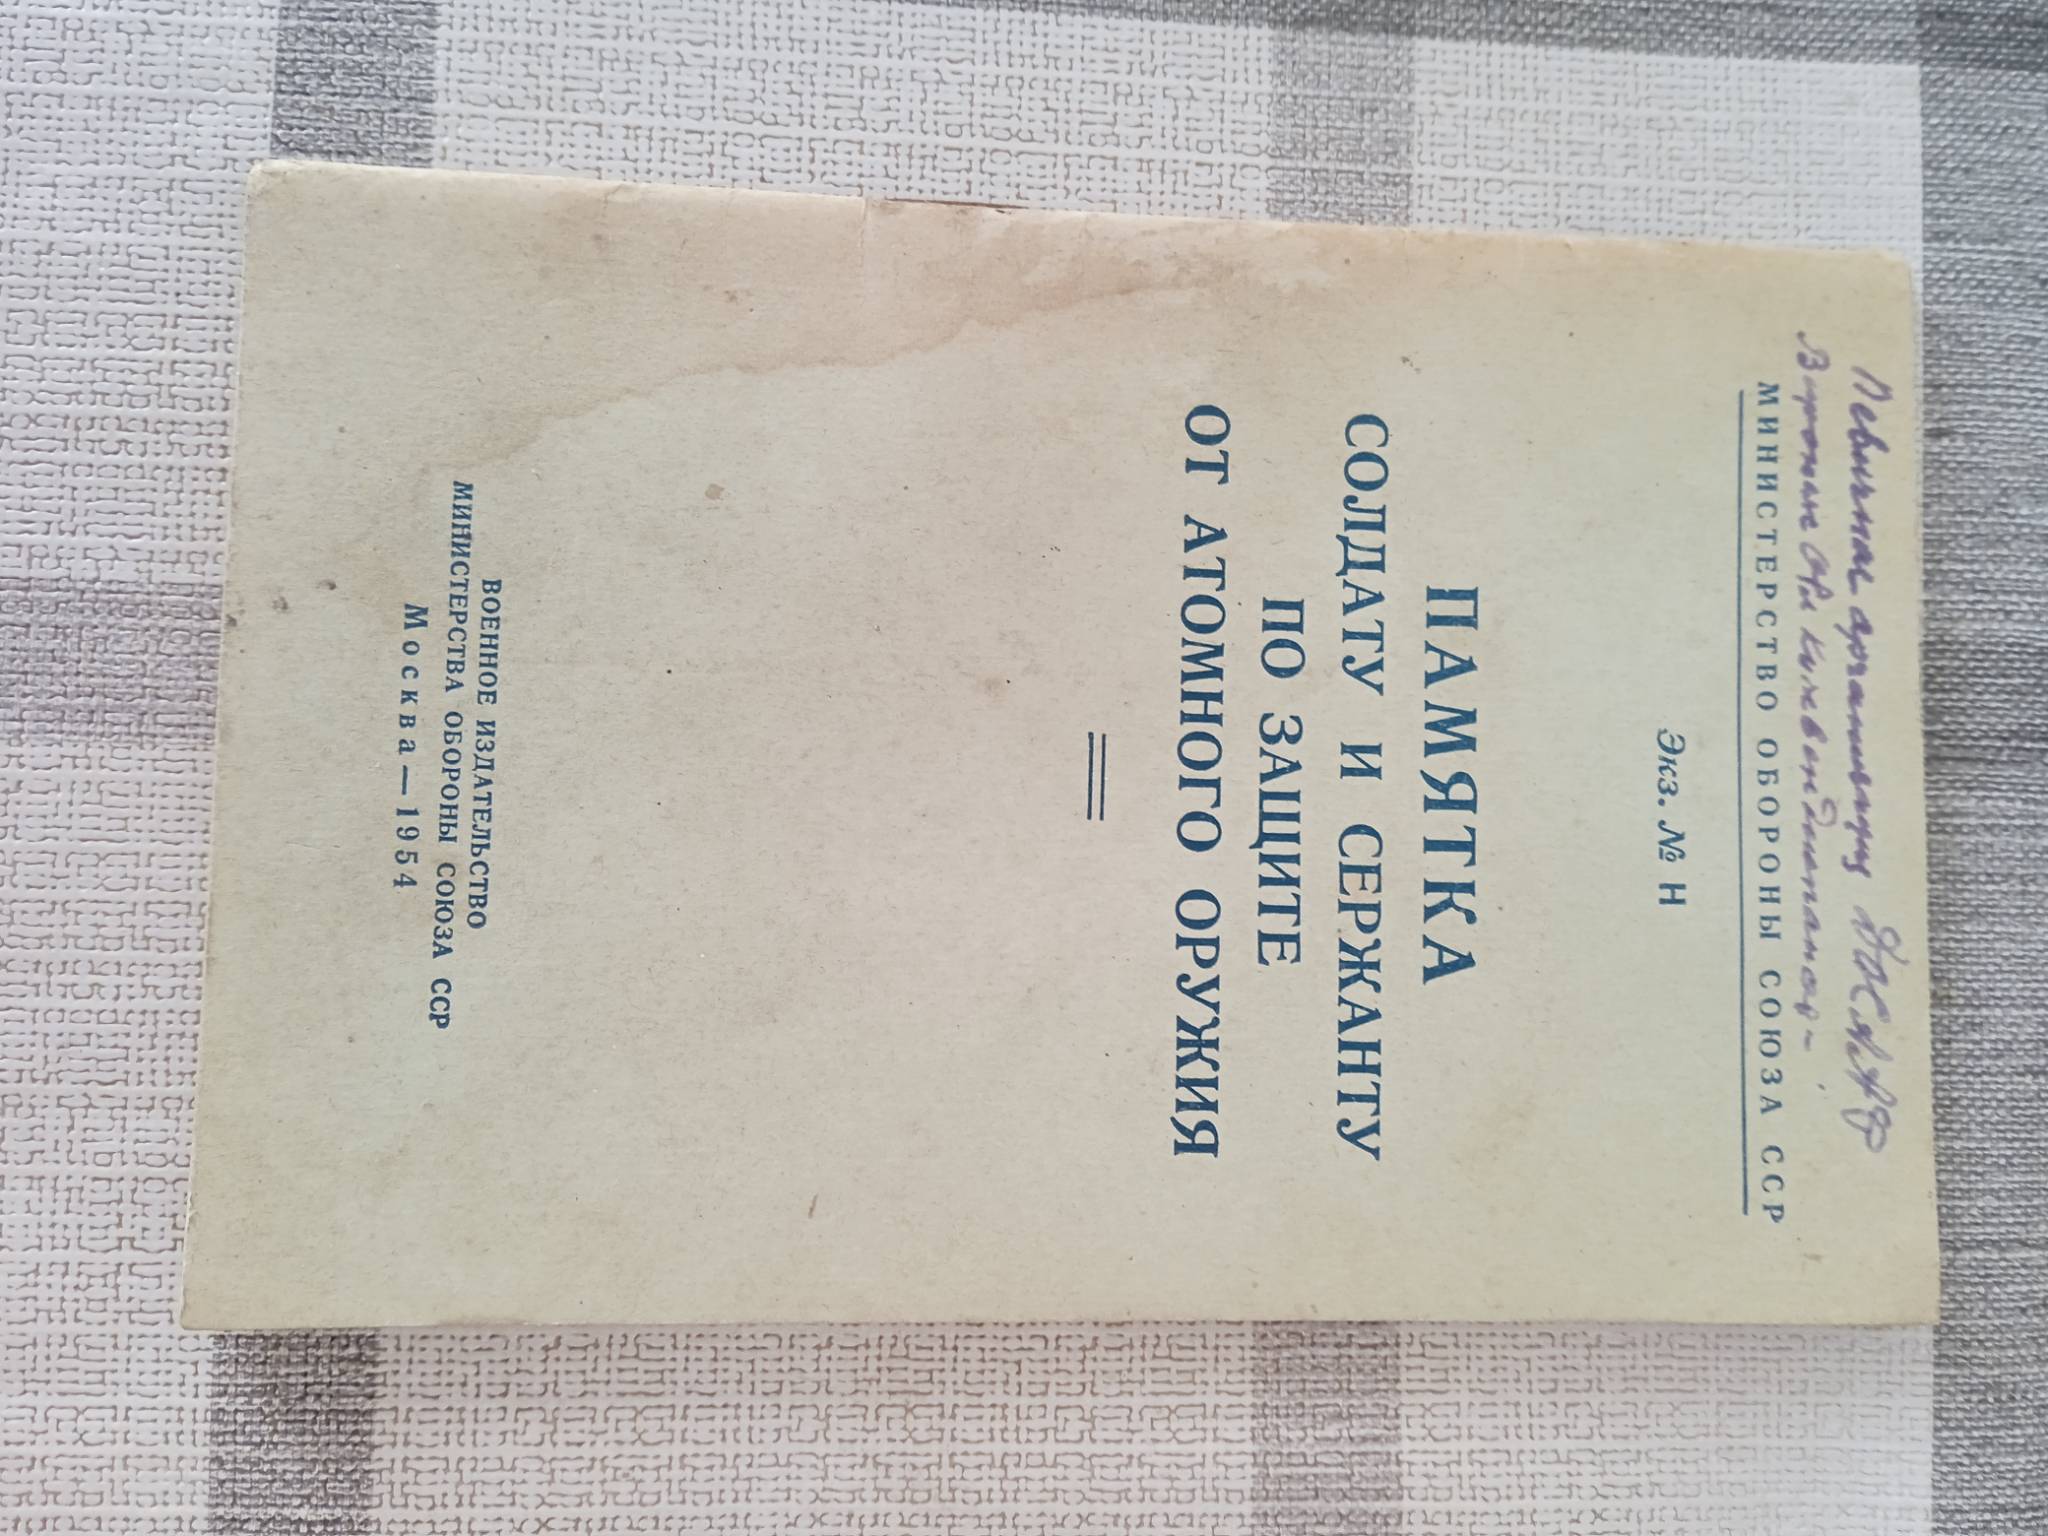 МИНИСТЕРСТВО ОБОРОНЫ СОЮЗА ССР
Экз. № Н
ПАМЯТКА
СОЛДАТУ И СЕРЖАНТУ
ПО ЗАЩИТЕ
ОТ АТОМНОГО ОРУЖИЯ
ВОЕННОЕ ИЗДАТЕЛЬСТВО
МИНИСТЕРСТВА ОБОРОНЫ СОЮЗА ССР
Москва — 1954